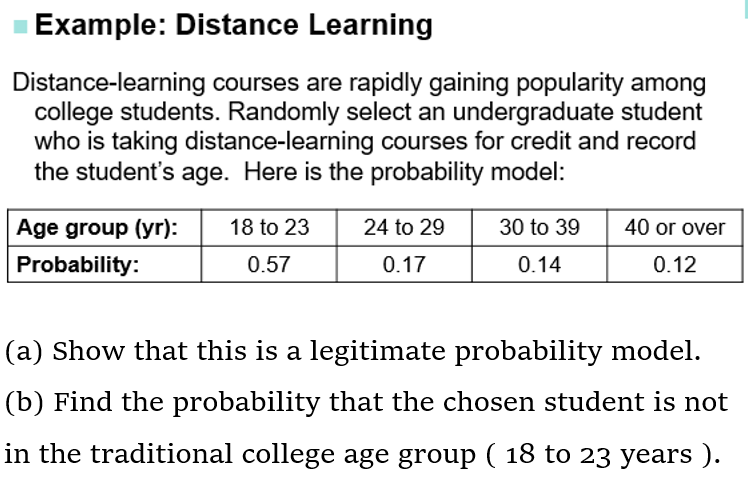 Example: Distance Learning
Distance-learning courses are rapidly gaining popularity among
college students. Randomly select an undergraduate student
who is taking distance-learning courses for credit and record
the student's age. Here is the probability model:
Age group (yr): 18 to 23 24 to 29 30 to 39 40 or over
Probability: 0.57 0.17 0.14 0.12
(a) Show that this is a legitimate probability model.
(b) Find the probability that the chosen student is not
in the traditional college age group ( 18 to 23 years ).